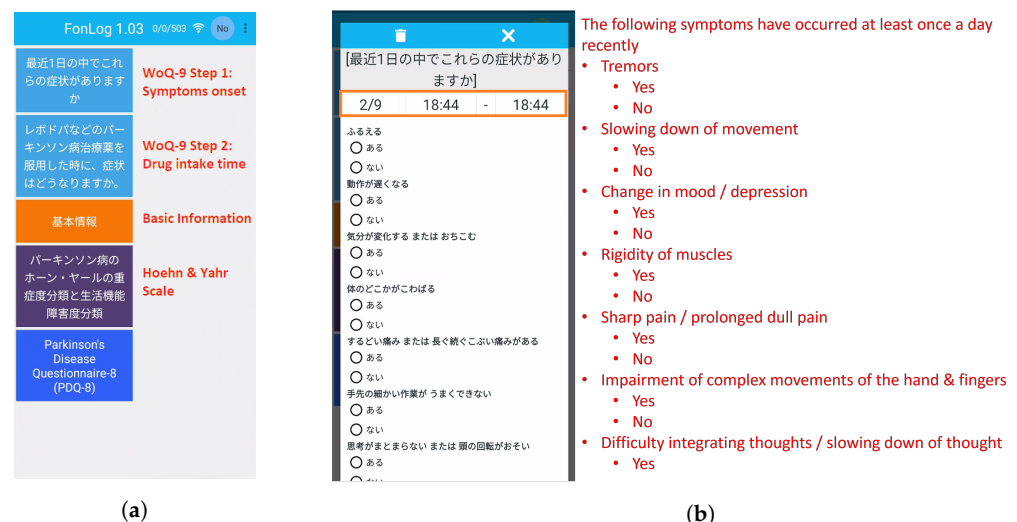 FonLog 1.03 0/0/503 No
最近1日の中でこれ
らの症状があります
か
WoQ-9 Step 1:
Symptoms onset
レボドパなどのパー
キンソン病治療薬を
服用した時に、症状
はどうなりますか。
WoQ-9 Step 2:
Drug intake time
基本情報
Basic Information
パーキンソン病の
ホーン・ヤールの重
症度分類と生活機能
障害度分類
Hoehn & Yahr
Scale
Parkinson's
Disease
Questionnaire-8
(PDQ-8)
(a)
[最近1日の中でこれらの症状があり
ますか]
2/9 18:44 - 18:44
ふるえる
ある
ない
動作が遅くなる
ある
ない
気分が変化する または おちこむ
ある
ない
体のどこかがこわばる
ある
ない
するどい痛み または 長ぐ続ぐこぶい痛みがある
ある
ない
手先の細かい作業が うまくできない
ある
ない
思考がまとまらない または 頭の回転がおそい
ある
The following symptoms have occurred at least once a day
recently
• Tremors
• Yes
• No
• Slowing down of movement
• Yes
• No
• Change in mood / depression
• Yes
• No
• Rigidity of muscles
• Yes
• No
• Sharp pain / prolonged dull pain
• Yes
• No
• Impairment of complex movements of the hand & fingers
• Yes
• No
• Difficulty integrating thoughts / slowing down of thought
• Yes
(b)